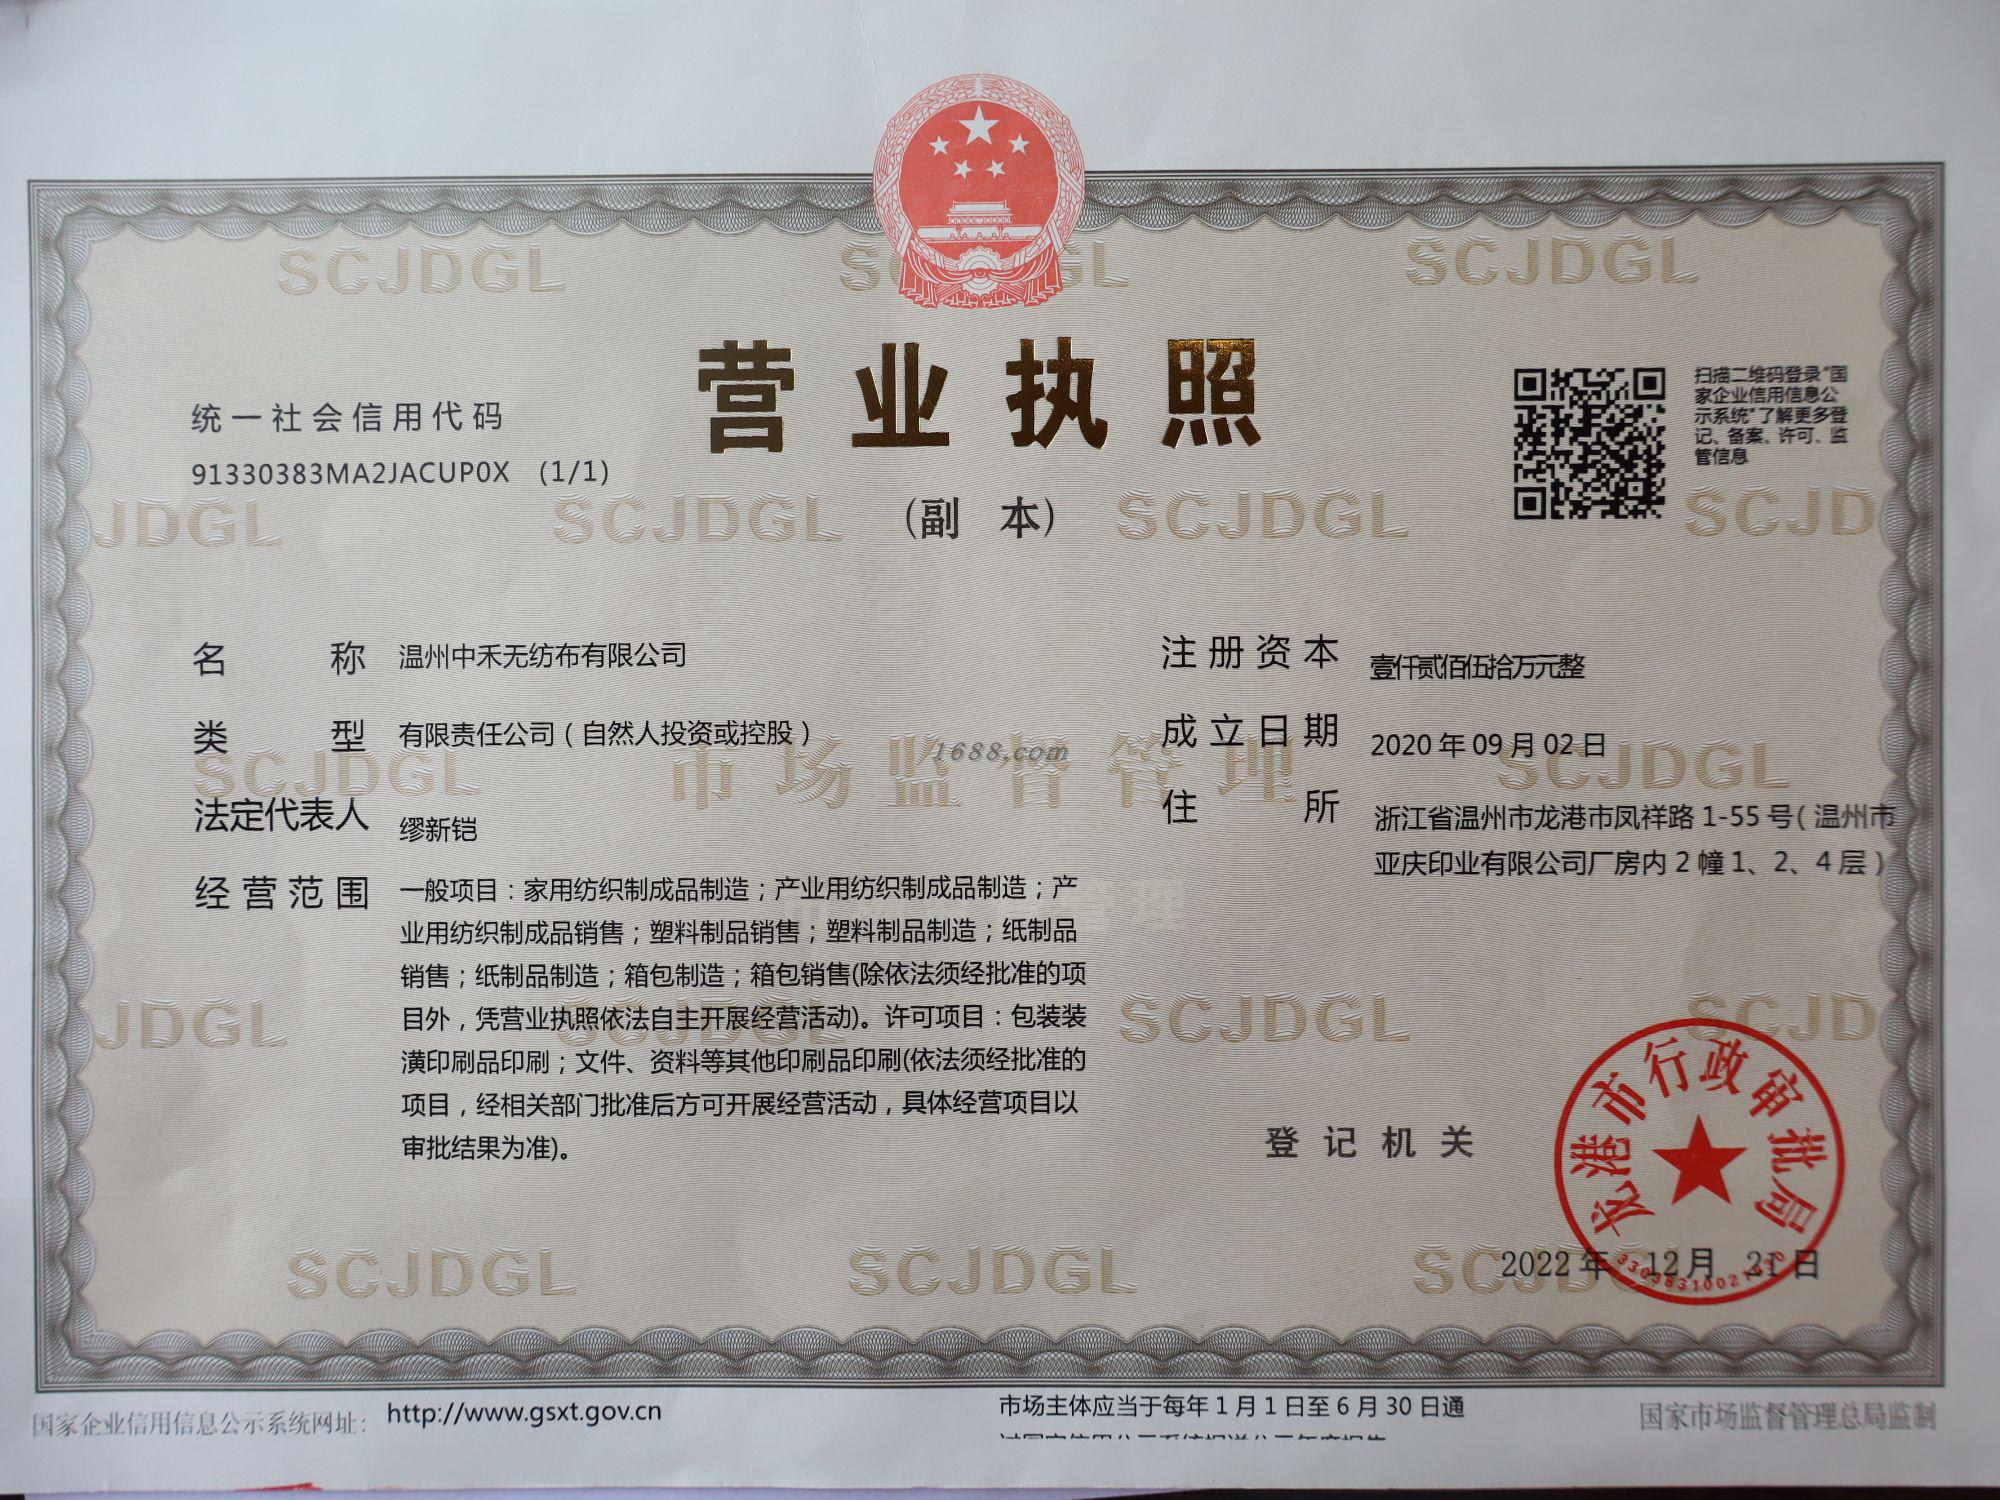 营业执照
(副 本)
统一社会信用代码
91330383MA2JACUP0X (1/1)
扫描二维码登录“国
家企业信用信息公
示系统”了解更多登
记、备案、许可、监
管信息
名 称 温州中禾无纺布有限公司
类 型 有限责任公司（自然人投资或控股）
法定代表人 缪新铠
经营范围 一般项目：家用纺织制成品制造；产业用纺织制成品制造；产
业用纺织制成品销售；塑料制品销售；塑料制品制造；纸制品
销售；纸制品制造；箱包制造；箱包销售(除依法须经批准的项
目外，凭营业执照依法自主开展经营活动)。许可项目：包装装
潢印刷品印刷；文件、资料等其他印刷品印刷(依法须经批准的
项目，经相关部门批准后方可开展经营活动，具体经营项目以
审批结果为准)。
注册资本 壹仟贰佰伍拾万元整
成立日期 2020年09月02日
住 所 浙江省温州市龙港市凤祥路1-55号(温州市
亚庆印业有限公司厂房内2幢1、2、4层）
1688.com
SCJDGL
市场监督管理
登记机关
龙港市行政审批局
2022年 12月 21日
国家企业信用信息公示系统网址: http://www.gsxt.gov.cn
市场主体应当于每年1月1日至6月30日通
国家市场监督管理总局监制